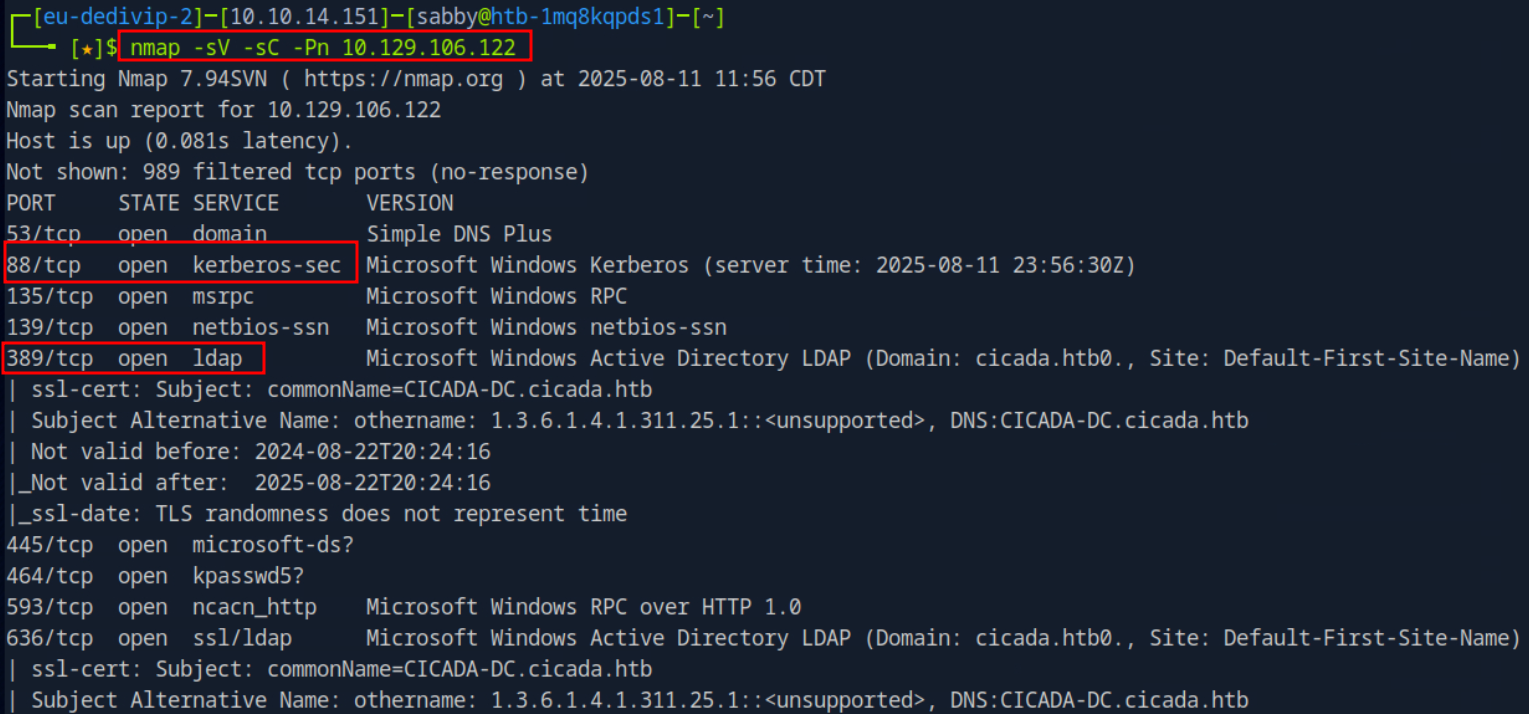 [eu-dedivip-2]-[10.10.14.151]-[sabby@htb-1mq8kqpds1]-[~]
[★]$ nmap -sV -sC -Pn 10.129.106.122
Starting Nmap 7.94SVN ( https://nmap.org ) at 2025-08-11 11:56 CDT
Nmap scan report for 10.129.106.122
Host is up (0.081s latency).
Not shown: 989 filtered tcp ports (no-response)
PORT    STATE SERVICE       VERSION
53/tcp  open  domain        Simple DNS Plus
88/tcp  open  kerberos-sec  Microsoft Windows Kerberos (server time: 2025-08-11 23:56:30Z)
135/tcp open  msrpc         Microsoft Windows RPC
139/tcp open  netbios-ssn   Microsoft Windows netbios-ssn
389/tcp open  ldap          Microsoft Windows Active Directory LDAP (Domain: cicada.htb0., Site: Default-First-Site-Name)
| ssl-cert: Subject: commonName=CICADA-DC.cicada.htb
| Subject Alternative Name: othername: 1.3.6.1.4.1.311.25.1::<unsupported>, DNS:CICADA-DC.cicada.htb
| Not valid before: 2024-08-22T20:24:16
|_Not valid after:  2025-08-22T20:24:16
|_ssl-date: TLS randomness does not represent time
445/tcp open  microsoft-ds?
464/tcp open  kpasswd5?
593/tcp open  ncacn_http    Microsoft Windows RPC over HTTP 1.0
636/tcp open  ssl/ldap      Microsoft Windows Active Directory LDAP (Domain: cicada.htb0., Site: Default-First-Site-Name)
| ssl-cert: Subject: commonName=CICADA-DC.cicada.htb
| Subject Alternative Name: othername: 1.3.6.1.4.1.311.25.1::<unsupported>, DNS:CICADA-DC.cicada.htb